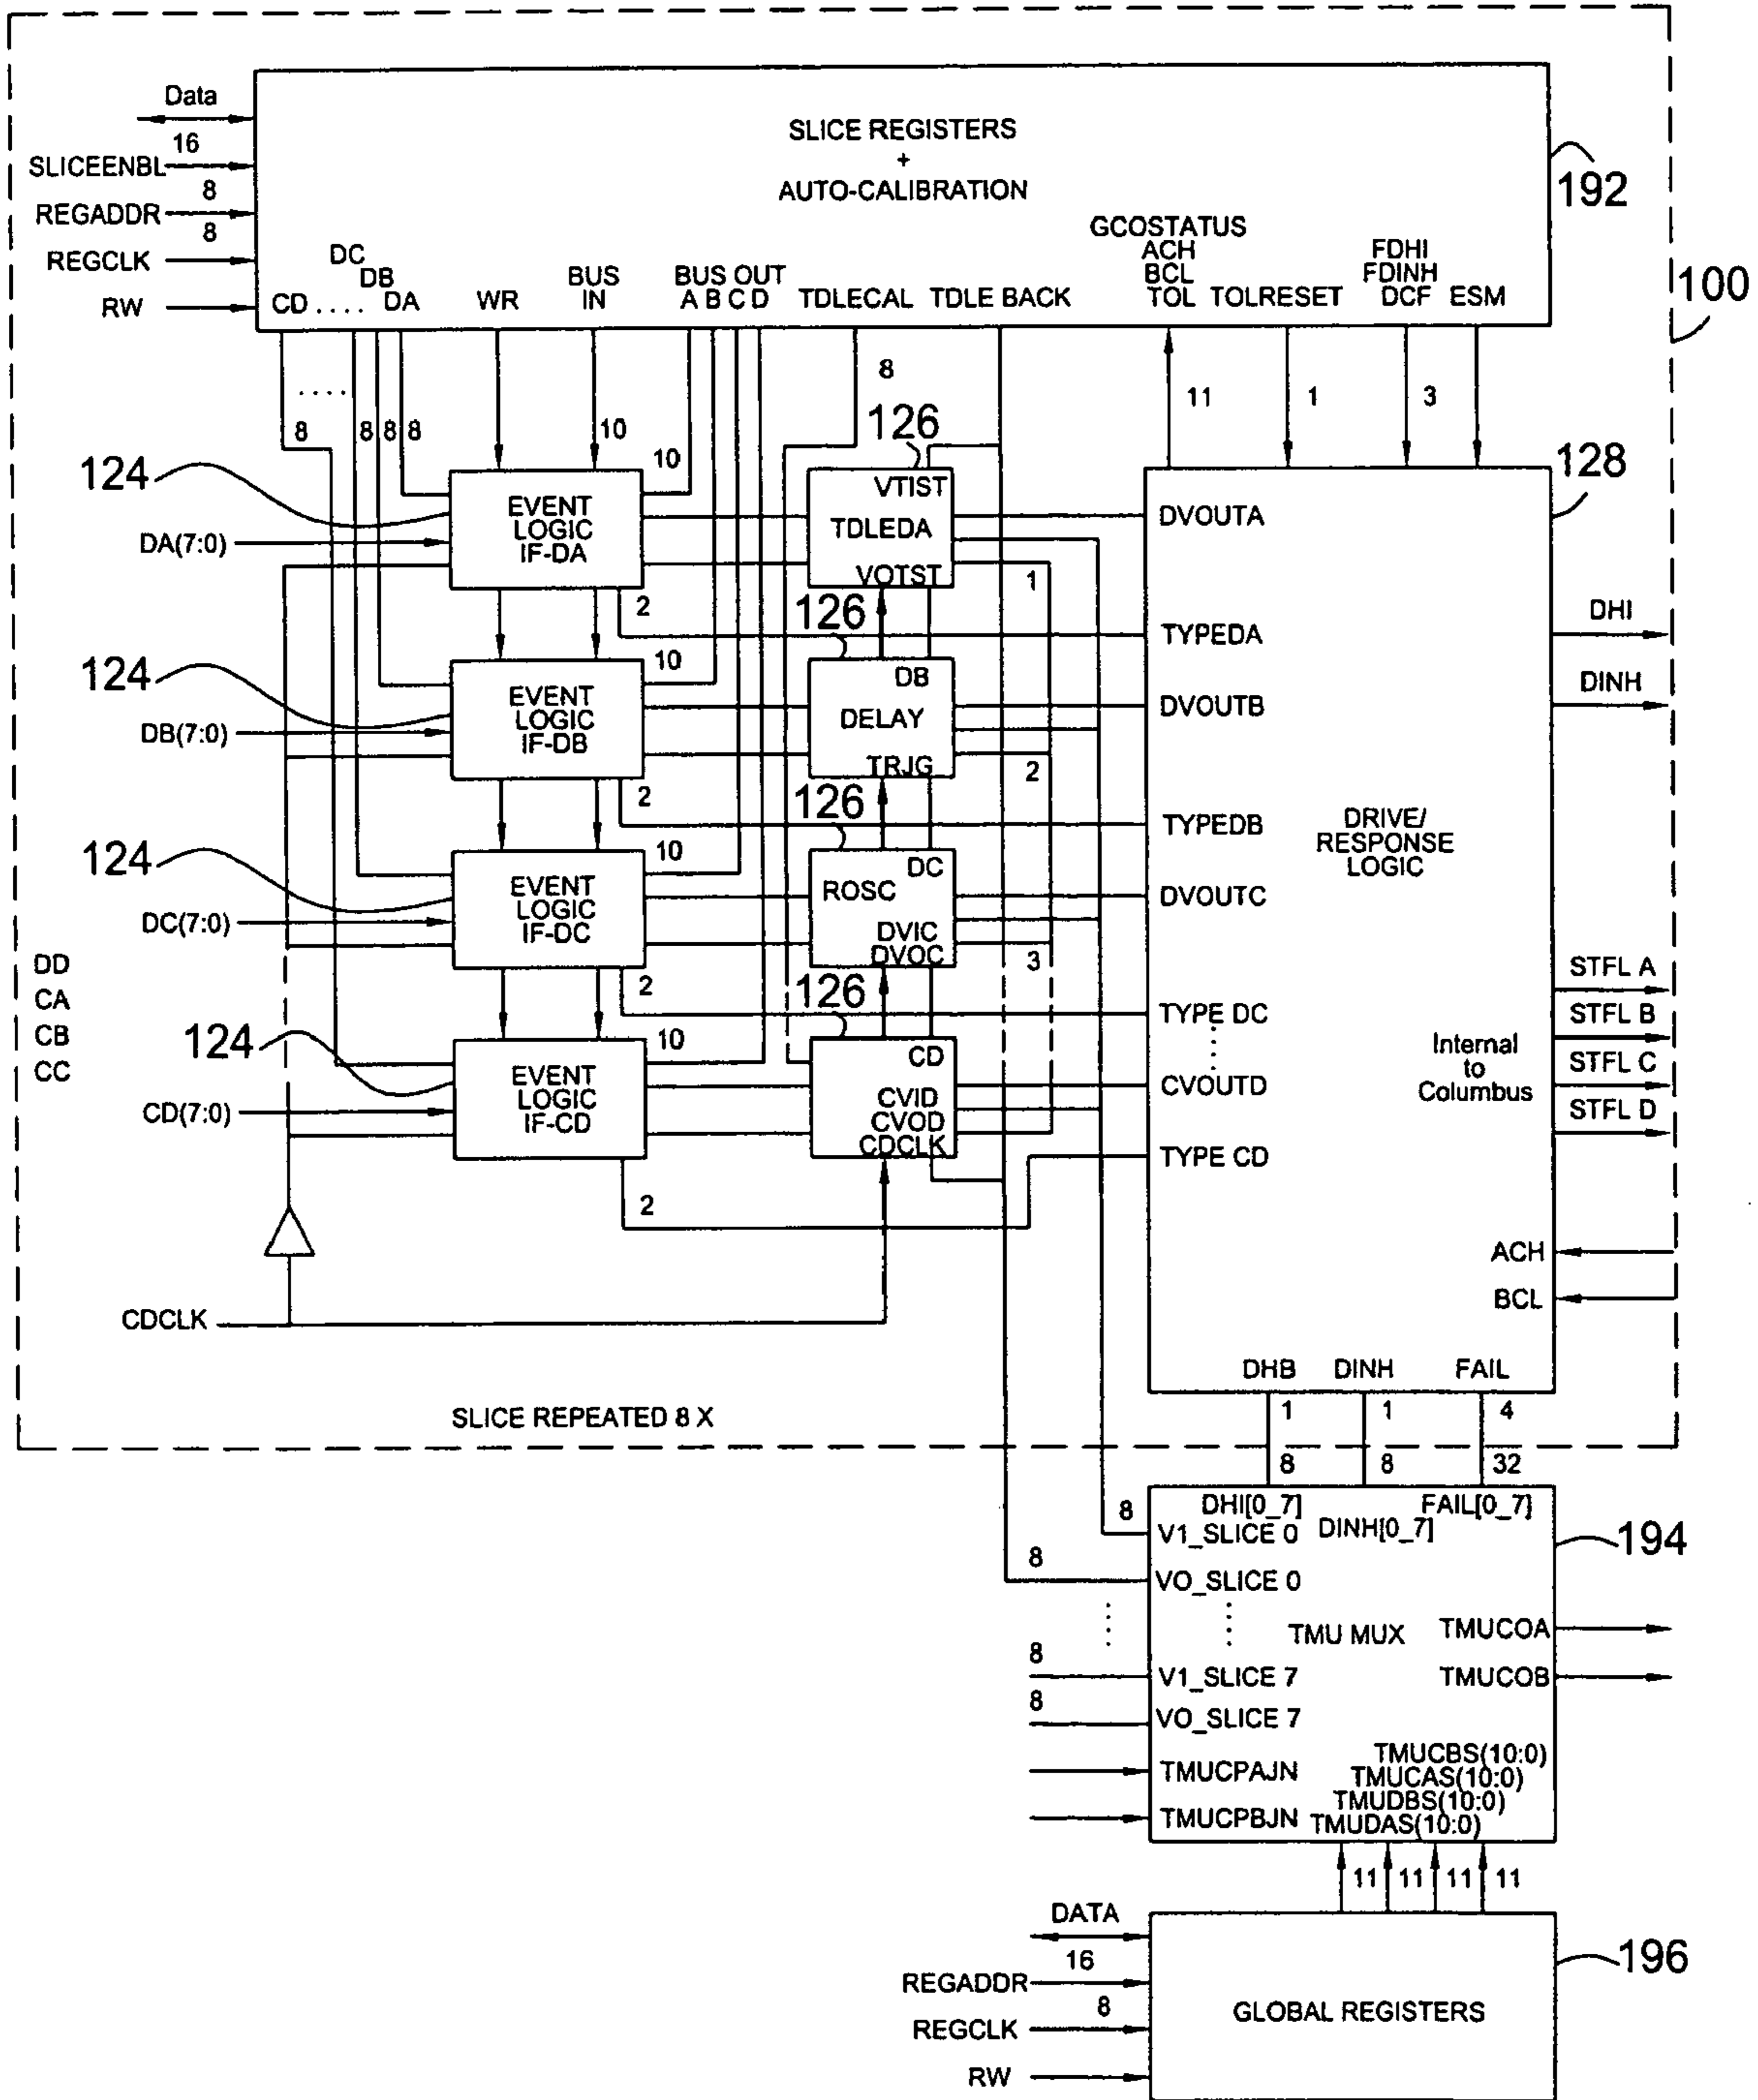 Data
16
SLICEENBL
8
REGADDR
8
REGCLK
RW
SLICE REGISTERS
+
AUTO-CALIBRATION
192
100
CD . . . .
DC
DB
DA
WR
BUS
IN
BUS OUT
A B C D
TDLECAL
TDLE BACK
GCOSTATUS
ACH
BCL
TOL
TOLRESET
FDHI
FDINH
DCF
ESM
. . . .
8
8
8
8
10
8
11
1
3
124
DA(7:0)
EVENT
LOGIC
IF-DA
10
2
126
VTIST
TDLEDA
VOTST
1
128
DVOUTA
TYPEDA
DHI
DINH
124
DB(7:0)
EVENT
LOGIC
IF-DB
10
2
126
DB
DELAY
TRJG
2
DVOUTB
TYPEDB
DRIVE/
RESPONSE
LOGIC
124
DC(7:0)
EVENT
LOGIC
IF-DC
10
2
126
DC
ROSC
DVIC
DVOC
3
DVOUTC
TYPE DC
DD
CA
CB
CC
124
CD(7:0)
EVENT
LOGIC
IF-CD
10
2
126
CD
CVID
CVOD
CDCLK
CVOUTD
TYPE CD
Internal
to
Columbus
STFL A
STFL B
STFL C
STFL D
ACH
BCL
CDCLK
SLICE REPEATED 8 X
DHB
DINH
FAIL
1
1
4
8
8
32
DHI[0_7]
DINH[0_7]
FAIL[0_7]
194
8
V1_SLICE 0
8
VO_SLICE 0
TMU MUX
TMUCOA
TMUCOB
8
V1_SLICE 7
8
VO_SLICE 7
TMUCPAJN
TMUCPBJN
TMUCBS(10:0)
TMUCAS(10:0)
TMUDBS(10:0)
TMUDAS(10:0)
11
11
11
11
DATA
16
REGADDR
8
REGCLK
RW
GLOBAL REGISTERS
196